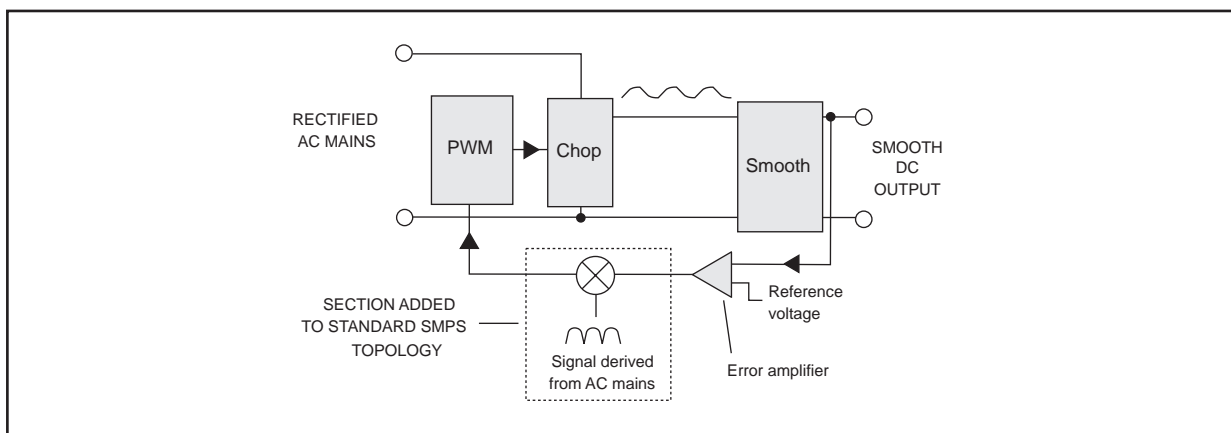 RECTIFIED
AC MAINS
PWM
Chop
Smooth
SMOOTH
DC
OUTPUT
SECTION ADDED
TO STANDARD SMPS
TOPOLOGY
Signal derived
from AC mains
Reference
voltage
Error amplifier